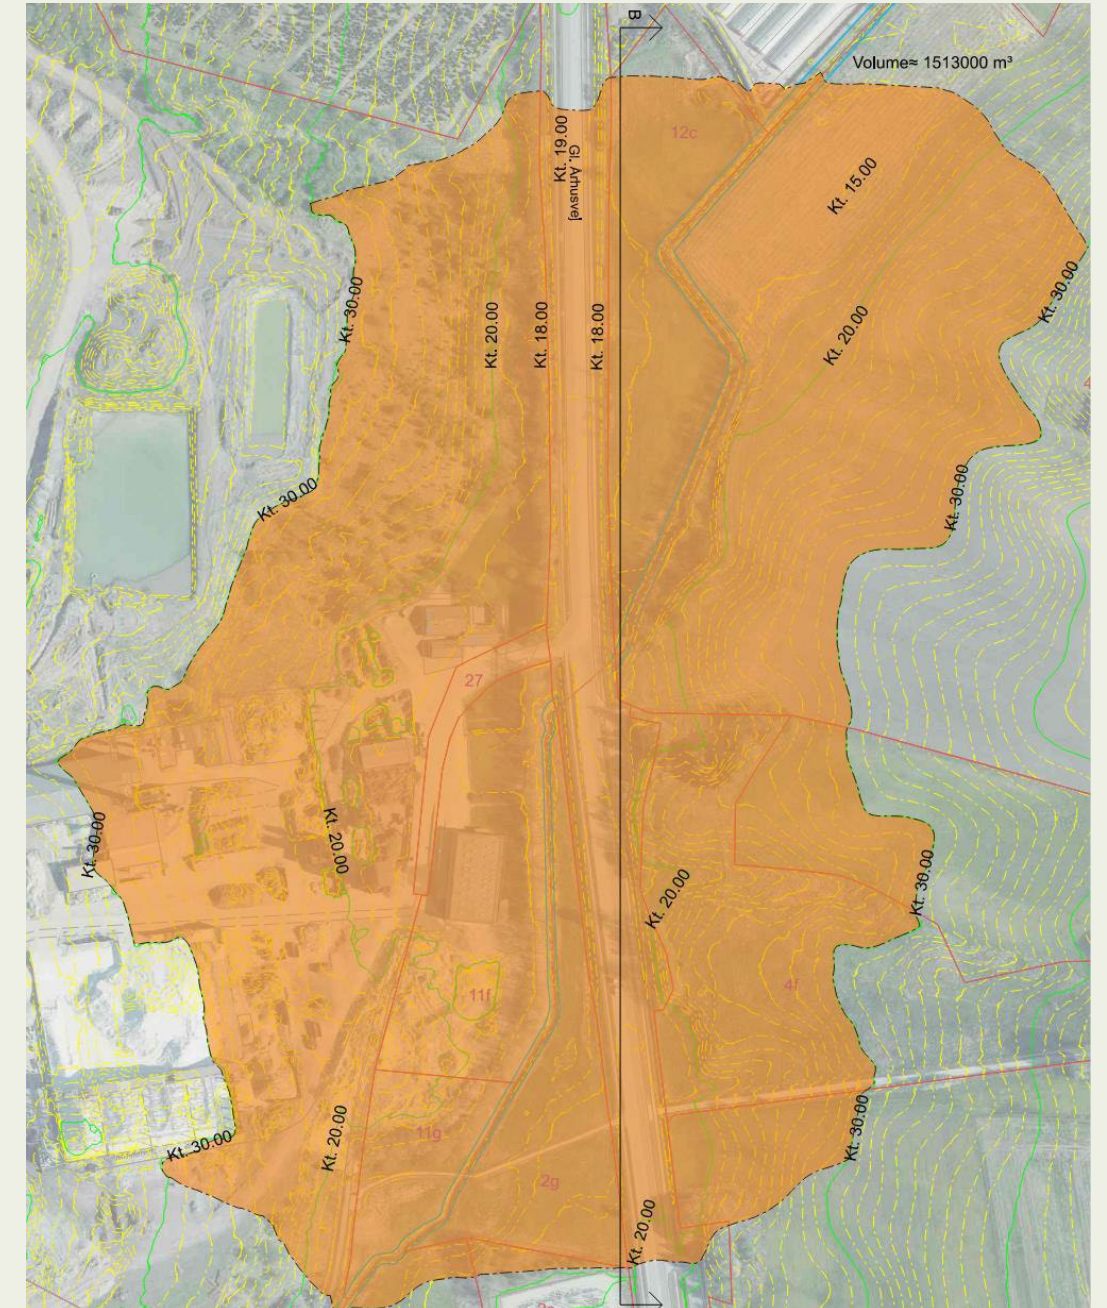 B
Volume≈ 1513000 m³
12c
Kt. 19.00
Gl. Århusvej
Kt. 15.00
Kt. 30.00
Kt. 30.00
Kt. 20.00
Kt. 18.00
Kt. 18.00
Kt. 20.00
4
Kt. 30.00
Kt. 30.00
27
Kt. 20.00
Kt. 30.00
Kt. 20.00
Kt. 30.00
11f
4f
Kt. 20.00
Kt. 30.00
Kt. 30.00
11g
2g
Kt. 20.00